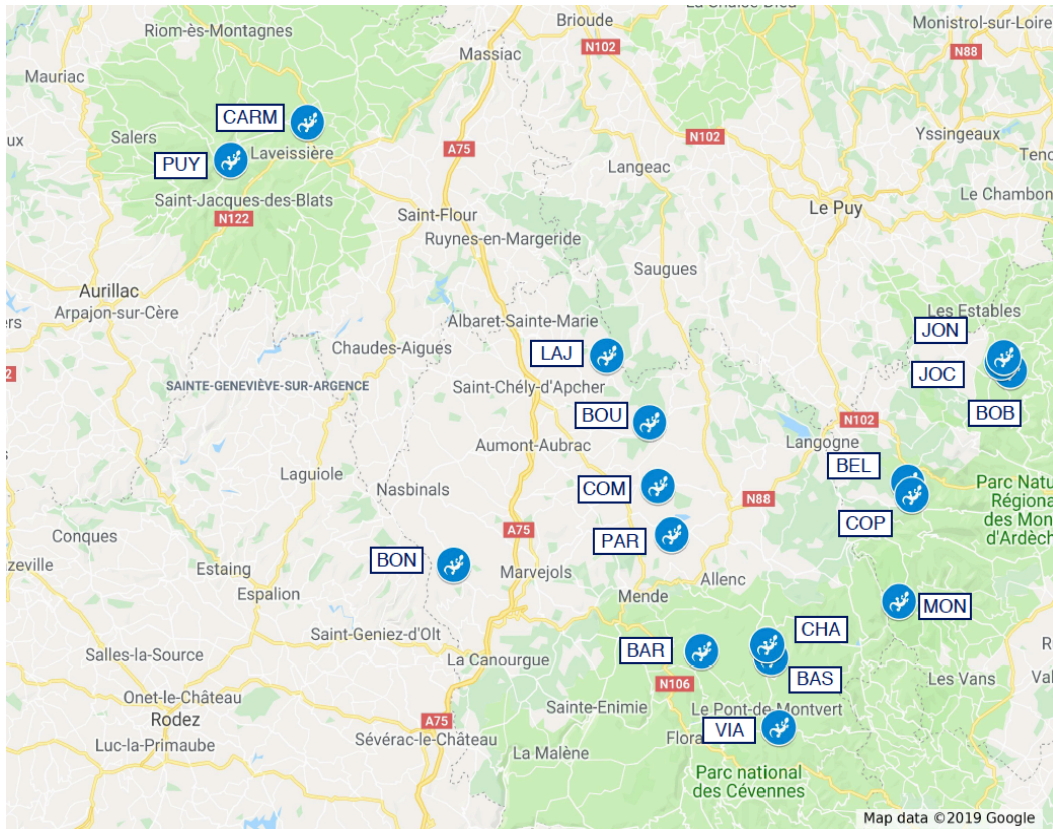 La Chaise-Dieu
Brioude
Monistrol-sur-Loire
Riom-ès-Montagnes
N102
N88
Massiac
Mauriac
CARM
Salers
Yssingeaux
N102
PUY
Laveissière
A75
Langeac
Saint-Jacques-des-Blats
Le Chambon
N122
Saint-Flour
Le Puy
Ruynes-en-Margeride
Saugues
Aurillac
Arpajon-sur-Cère
Les Estables
Albaret-Sainte-Marie
JON
Chaudes-Aigues
LAJ
JOC
SAINTE-GENEVIÈVE-SUR-ARGENCE
Saint-Chély-d'Apcher
BOB
BOU
N102
Aumont-Aubrac
Langogne
Laguiole
BEL
Nasbinals
COM
Parc Natu
Régiona
des Mon
d'Ardèch
N88
COP
A75
Conques
PAR
BON
Estaing
Marvejols
Allenc
Espalion
Mende
MON
Saint-Geniez-d'Olt
CHA
Salles-la-Source
La Canourgue
BAR
BAS
Les Vans
N106
Onet-le-Château
Sainte-Enimie
Le Pont-de Montvert
Rodez
A75
VIA
Flora
Luc-la-Primaube
Sévérac-le-Château
La Malène
Parc national
des Cévennes
Map data ©2019 Google